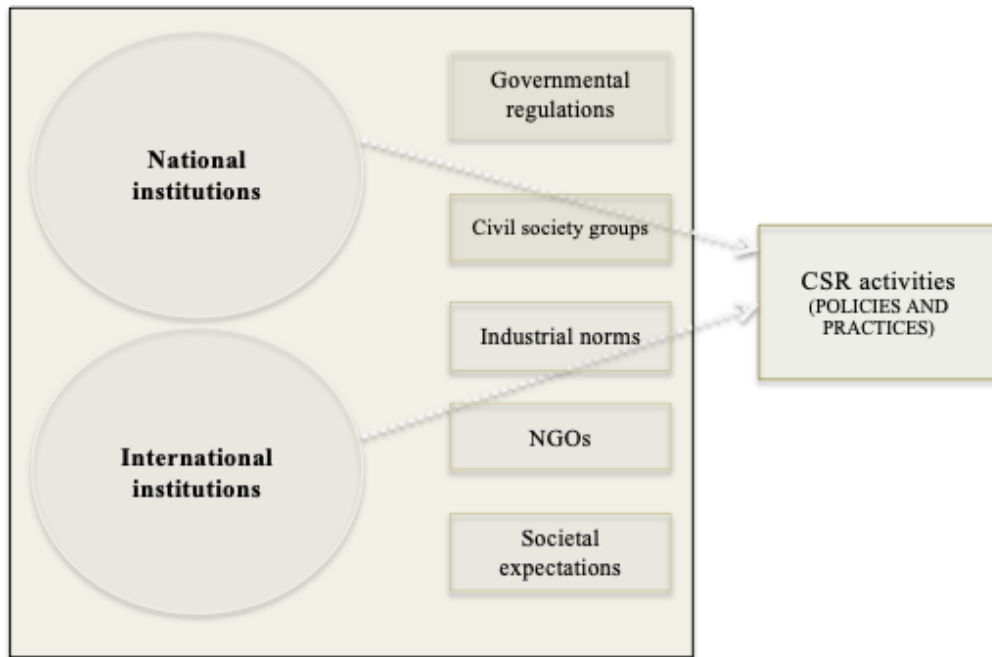 National
institutions
International
institutions
Governmental
regulations
Civil society groups
Industrial norms
NGOs
Societal
expectations
CSR activities
(POLICIES AND
PRACTICES)